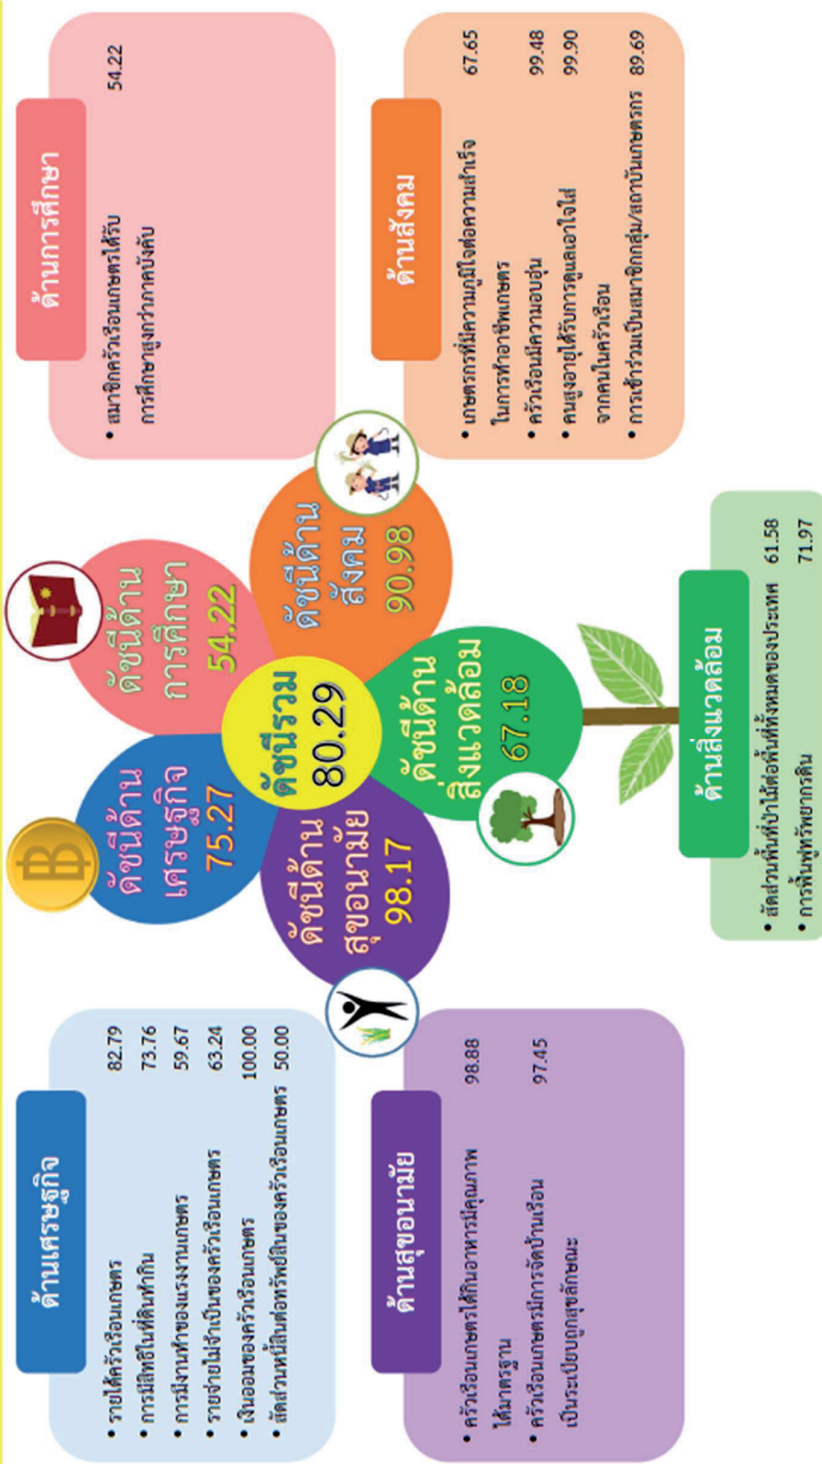 ด้านเศรษฐกิจ
• รายได้ครัวเรือนเกษตร 82.79
• การมีสิทธิในที่ดินทำกิน 73.76
• การมีงานทำของแรงงานเกษตร 59.67
• รายจ่ายไม่จำเป็นของครัวเรือนเกษตร 63.24
• เงินออมของครัวเรือนเกษตร 100.00
• สัดส่วนหนี้สินต่อทรัพย์สินของครัวเรือนเกษตร 50.00
ด้านสุขอนามัย
• ครัวเรือนเกษตรได้กินอาหารมีคุณภาพ 98.88
ได้มาตรฐาน
• ครัวเรือนเกษตรมีการจัดบ้านเรือน 97.45
เป็นระเบียบถูกสุขลักษณะ
B
ดัชนีด้าน
เศรษฐกิจ
75.27
ดัชนีด้าน
การศึกษา
54.22
ดัชนีรวม
80.29
ดัชนีด้าน
สุขอนามัย
98.17
ดัชนีด้าน
สังคม
90.98
ดัชนีด้าน
สิ่งแวดล้อม
67.18
ด้านสิ่งแวดล้อม
• สัดส่วนพื้นที่ป่าไม้ต่อพื้นที่ทั้งหมดของประเทศ 61.58
• การฟื้นฟูทรัพยากรดิน 71.97
ด้านการศึกษา
• สมาชิกครัวเรือนเกษตรได้รับ 54.22
การศึกษาสูงกว่าภาคบังคับ
ด้านสังคม
• เกษตรกรที่มีความภูมิใจต่อความสำเร็จ 67.65
ในการทำอาชีพเกษตร
• ครัวเรือนมีความอบอุ่น 99.48
• คนสูงอายุได้รับการดูแลเอาใจใส่ 99.90
จากคนในครัวเรือน
• การเข้าร่วมเป็นสมาชิกกลุ่ม/สถาบันเกษตรกร 89.69